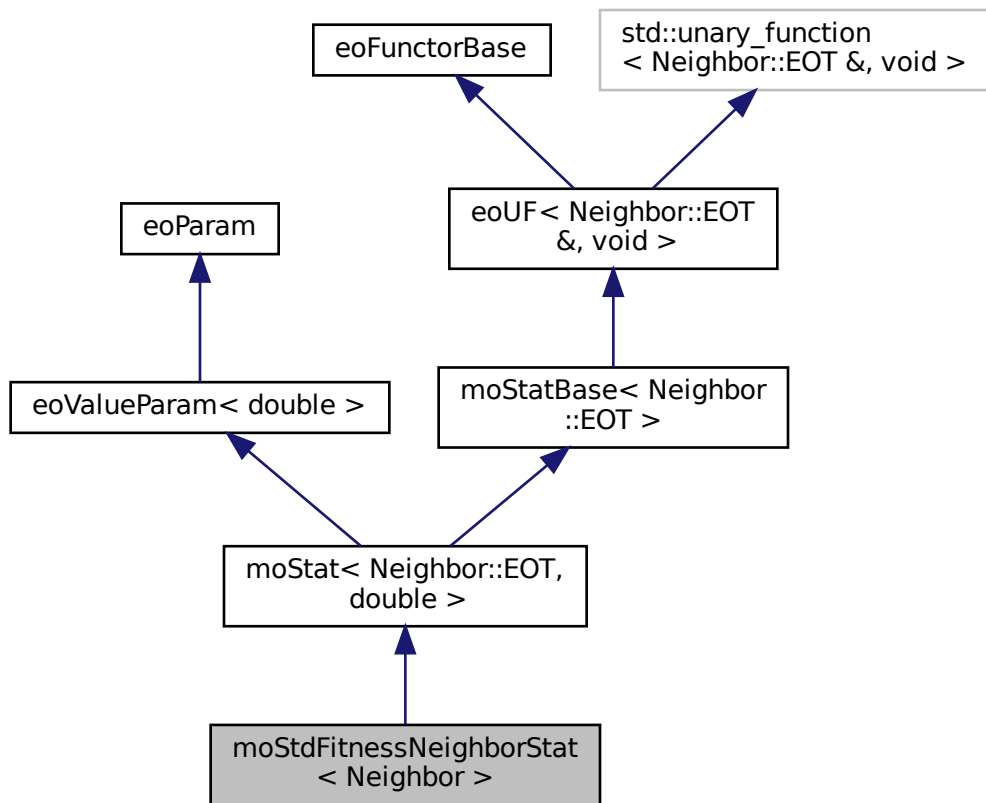 eoFunctorBase
std::unary_function
< Neighbor::EOT &, void >
eoParam
eoUF< Neighbor::EOT
&, void >
eoValueParam< double >
moStatBase< Neighbor
::EOT >
moStat< Neighbor::EOT,
double >
moStdFitnessNeighborStat
< Neighbor >